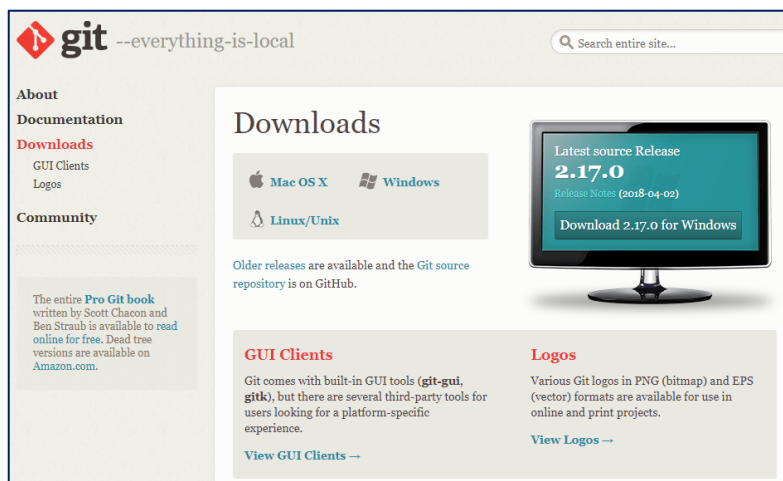 git --everything-is-local
Search entire site...
About
Documentation
Downloads
GUI Clients
Logos
Community
The entire Pro Git book
written by Scott Chacon and
Ben Straub is available to read
online for free. Dead tree
versions are available on
Amazon.com.
Downloads
Mac OS X
Windows
Linux/Unix
Older releases are available and the Git source
repository is on GitHub.
Latest source Release
2.17.0
Release Notes (2018-04-02)
Download 2.17.0 for Windows
GUI Clients
Git comes with built-in GUI tools (git-gui,
gitk), but there are several third-party tools for
users looking for a platform-specific
experience.
View GUI Clients →
Logos
Various Git logos in PNG (bitmap) and EPS
(vector) formats are available for use in
online and print projects.
View Logos →